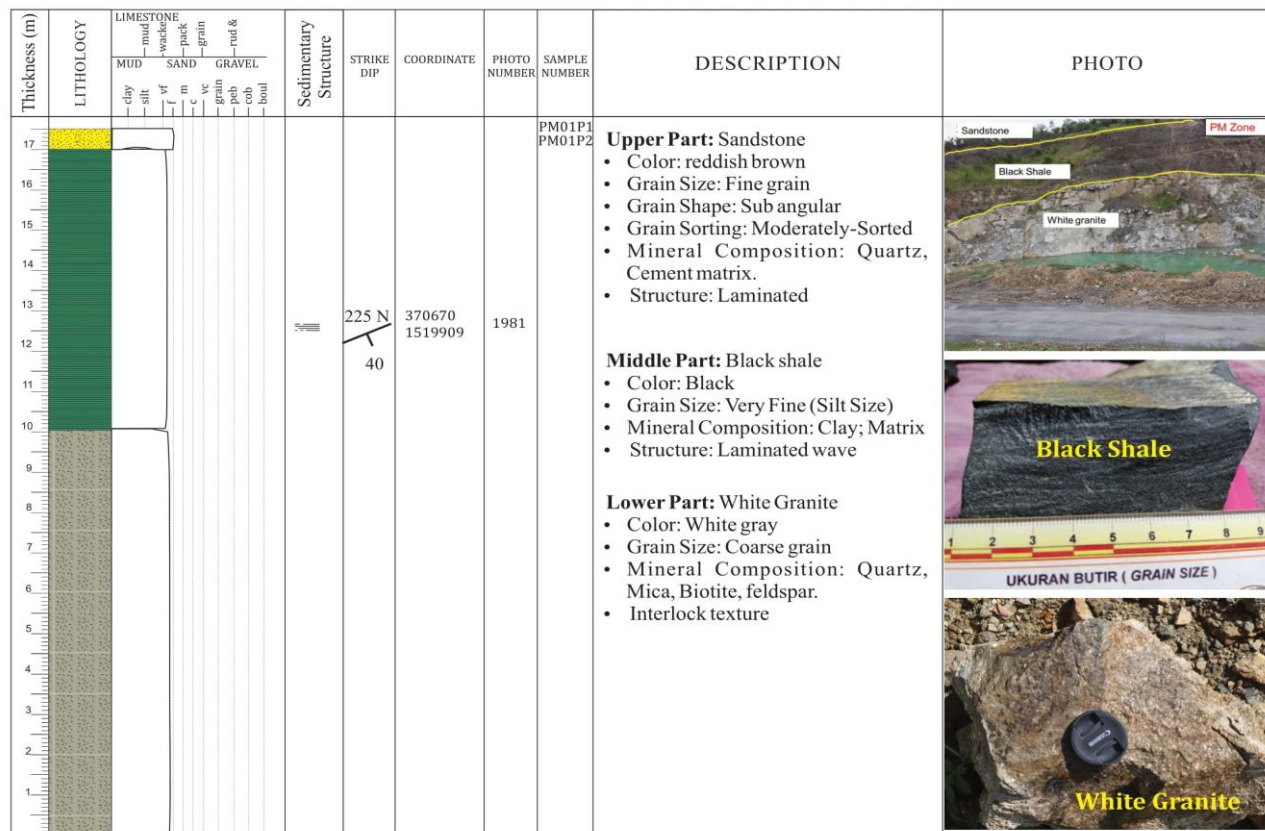 Thickness (m)
LITHOLOGY
LIMESTONE
mud
wacke
pack
grain
rud &
MUD SAND GRAVEL
clay
silt
vf
f
m
c
vc
grain
peb
cob
boul
Sedimentary
Structure
STRIKE
DIP
COORDINATE
PHOTO
NUMBER
SAMPLE
NUMBER
DESCRIPTION
PHOTO
17
16
15
14
13
12
11
10
9
8
7
6
5
4
3
2
1
225 N
40
370670
1519909
1981
PM01P1
PM01P2
Upper Part: Sandstone
• Color: reddish brown
• Grain Size: Fine grain
• Grain Shape: Sub angular
• Grain Sorting: Moderately-Sorted
• Mineral Composition: Quartz,
Cement matrix.
• Structure: Laminated
Middle Part: Black shale
• Color: Black
• Grain Size: Very Fine (Silt Size)
• Mineral Composition: Clay; Matrix
• Structure: Laminated wave
Lower Part: White Granite
• Color: White gray
• Grain Size: Coarse grain
• Mineral Composition: Quartz,
Mica, Biotite, feldspar.
• Interlock texture
Sandstone
PM Zone
Black Shale
White granite
Black Shale
1 2 3 4 5 6 7 8 9
UKURAN BUTIR ( GRAIN SIZE )
Canon
White Granite